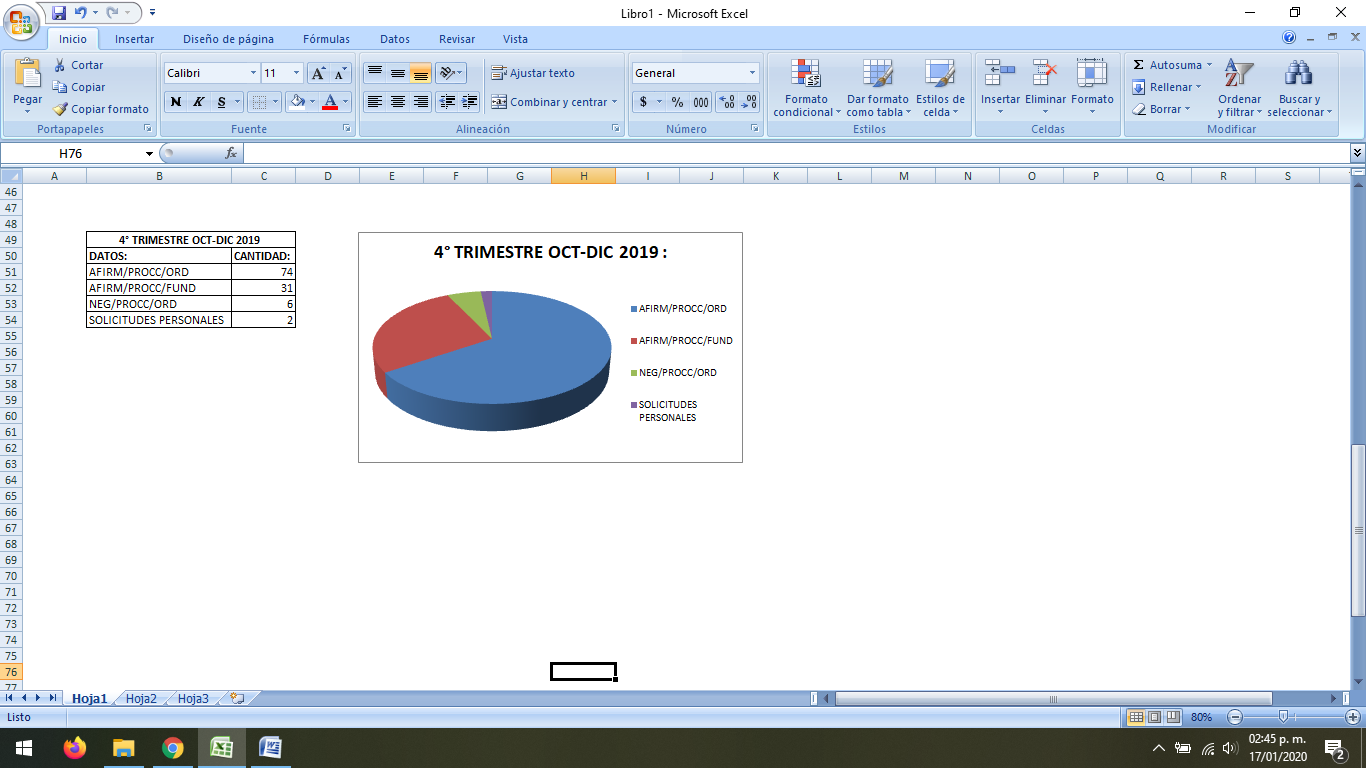 Libro1 - Microsoft Excel
Inicio Insertar Diseño de página Fórmulas Datos Revisar Vista
Pegar
Cortar
Copiar
Copiar formato
Portapapeles
Calibri 11
N K S
Fuente
Ajustar texto
Combinar y centrar
Alineación
General
$ % 000
Número
Formato condicional
Dar formato como tabla
Estilos de celda
Estilos
Insertar Eliminar Formato
Celdas
Autosuma
Rellenar
Borrar
Ordenar y filtrar
Buscar y seleccionar
Modificar
H76 fx
A B C D E F G H I J K L M N O P Q R S
46
47
48
49
50
51
52
53
54
55
56
57
58
59
60
61
62
63
64
65
66
67
68
69
70
71
72
73
74
75
76
77
4° TRIMESTRE OCT-DIC 2019
DATOS: CANTIDAD:
AFIRM/PROCC/ORD 74
AFIRM/PROCC/FUND 31
NEG/PROCC/ORD 6
SOLICITUDES PERSONALES 2
4° TRIMESTRE OCT-DIC 2019 :
AFIRM/PROCC/ORD
AFIRM/PROCC/FUND
NEG/PROCC/ORD
SOLICITUDES
PERSONALES
Hoja1 Hoja2 Hoja3
Listo
80%
02:45 p. m.
17/01/2020
2